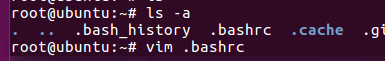 root@ubuntu:~# ls -a
.  ..  .bash_history  .bashrc  .cache
root@ubuntu:~# vim .bashrc